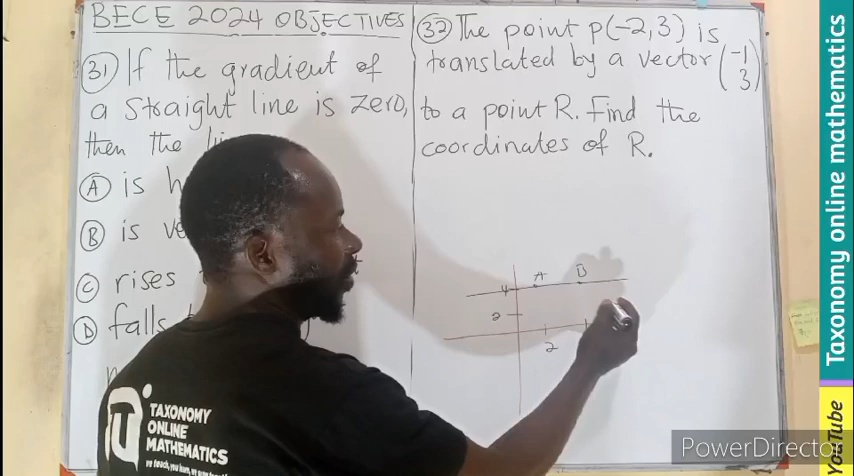 BECE 2024 OBJECTIVES
31) If the gradient of
a straight line is zero,
then the
A is h
B is ve
C rises
D falls
32) The point p(-2,3) is
translated by a vector (-1
3)
to a point R. Find the
coordinates of R.
4 A B
2
2
TAXONOMY
ONLINE
MATHEMATICS
Taxonomy online mathematics
YouTube
PowerDirector